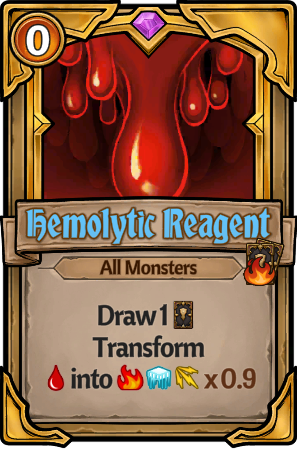 0
Hemolytic Reagent
All Monsters
Draw 1
Transform
into x 0.9